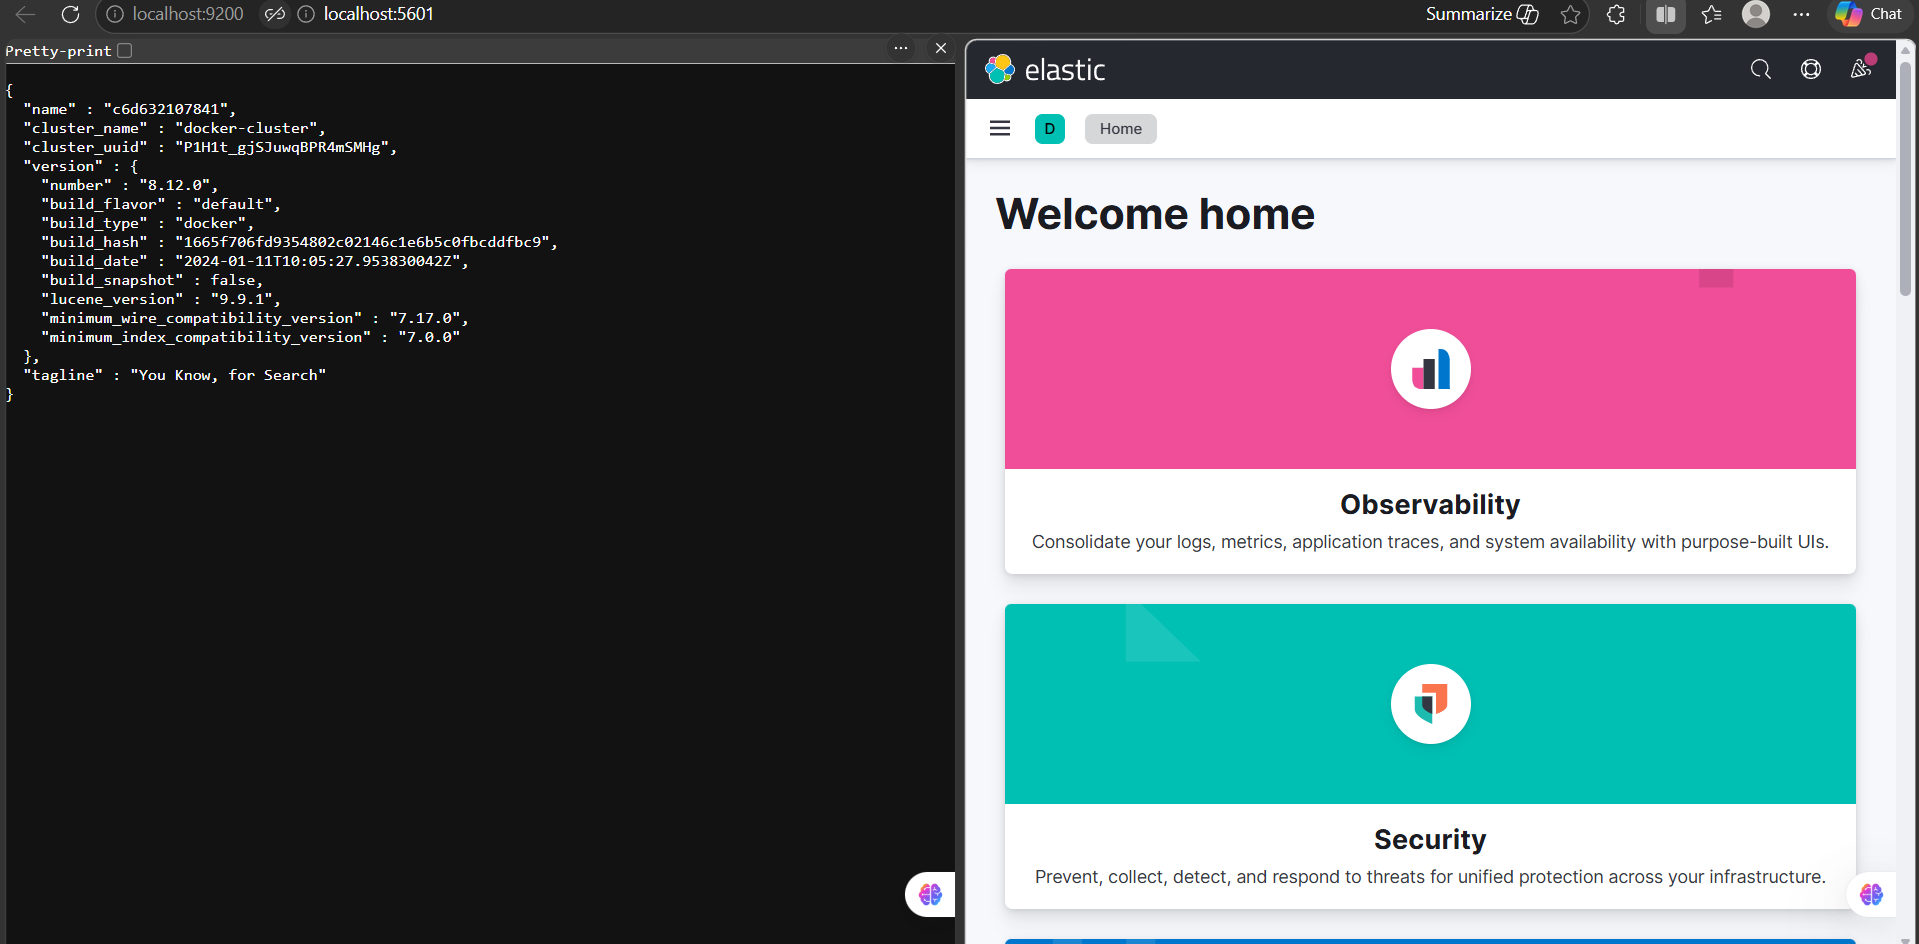 localhost:9200
localhost:5601
Summarize
Chat
Pretty-print
{
  "name" : "c6d632107841",
  "cluster_name" : "docker-cluster",
  "cluster_uuid" : "P1H1t_gjSJuwqBPR4mSMHg",
  "version" : {
    "number" : "8.12.0",
    "build_flavor" : "default",
    "build_type" : "docker",
    "build_hash" : "1665f706fd9354802c02146c1e6b5c0fbcddfbc9",
    "build_date" : "2024-01-11T10:05:27.953830042Z",
    "build_snapshot" : false,
    "lucene_version" : "9.9.1",
    "minimum_wire_compatibility_version" : "7.17.0",
    "minimum_index_compatibility_version" : "7.0.0"
  },
  "tagline" : "You Know, for Search"
}
elastic
D
Home
Welcome home
Observability
Consolidate your logs, metrics, application traces, and system availability with purpose-built UIs.
Security
Prevent, collect, detect, and respond to threats for unified protection across your infrastructure.